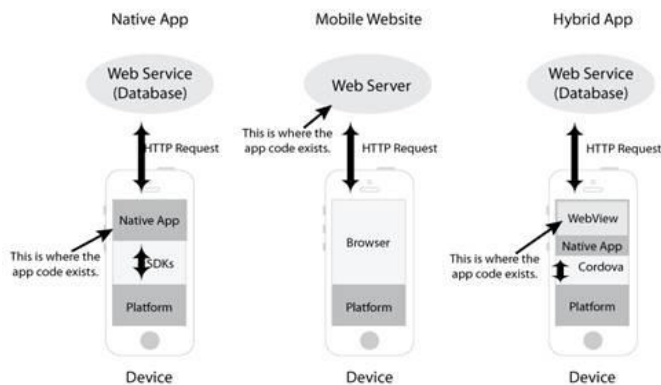 Native App
Web Service
(Database)
HTTP Request
This is where the
app code exists.
Native App
SDKs
Platform
Device
Mobile Website
Web Server
This is where the
app code exists.
HTTP Request
Browser
Platform
Device
Hybrid App
Web Service
(Database)
HTTP Request
This is where the
app code exists.
WebView
Native App
Cordova
Platform
Device